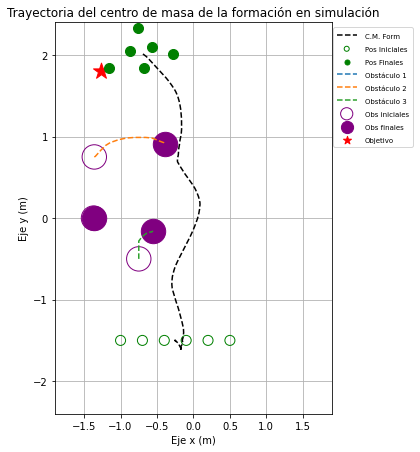 Trayectoria del centro de masa de la formación en simulación
C.M. Form
Pos Iniciales
Pos Finales
Obstáculo 1
Obstáculo 2
Obstáculo 3
Obs iniciales
Obs finales
Objetivo
2
1
0
−1
−2
Eje y (m)
−1.5 −1.0 −0.5 0.0 0.5 1.0 1.5
Eje x (m)